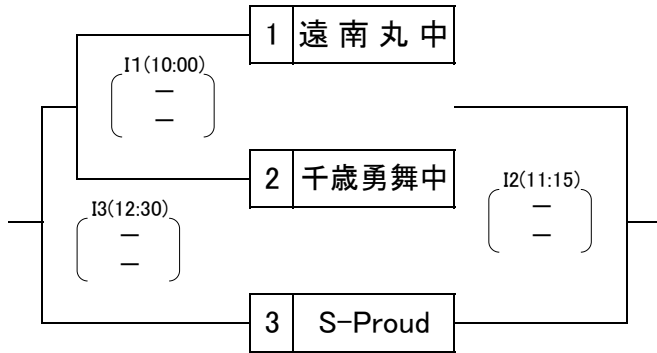 1 遠南丸中
I1(10:00)
－
－
2 千歳勇舞中
I2(11:15)
－
－
I3(12:30)
－
－
3 S-Proud